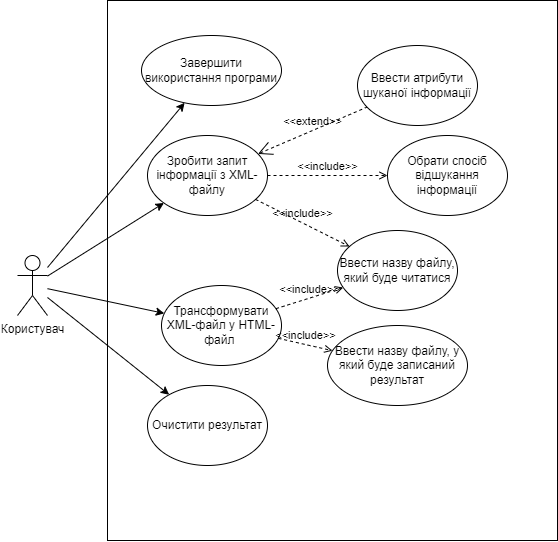 Завершити
використання програми
Ввести атрибути
шуканої інформації
<<extend>>
Зробити запит
інформації з XML-
файлу
<<include>>
Обрати спосіб
відшукання
інформації
<<include>>
Ввести назву файлу,
який буде читатися
<<include>>
Користувач
Трансформувати
XML-файл у HTML-
файл
<<include>>
Ввести назву файлу, у
який буде записаний
результат
Очистити результат